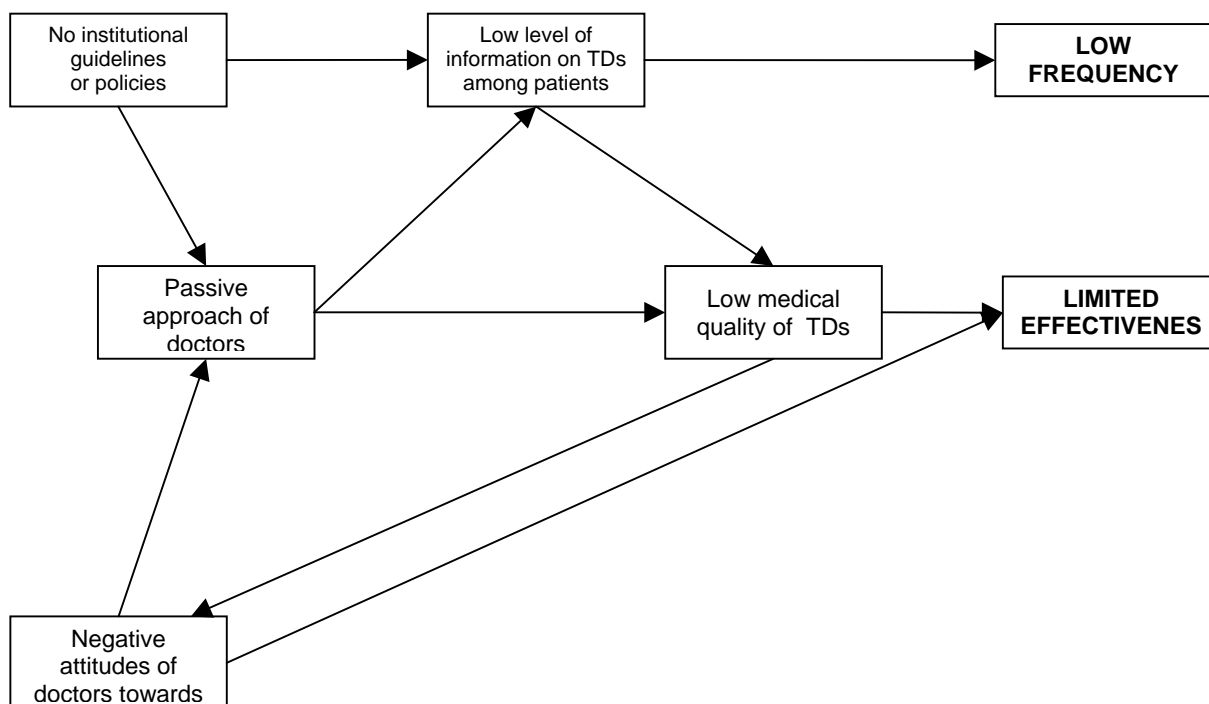 No institutional
guidelines
or policies
Low level of
information on TDs
among patients
LOW
FREQUENCY
Passive
approach of
doctors
Low medical
quality of  TDs
LIMITED
EFFECTIVENES
Negative
attitudes of
doctors towards